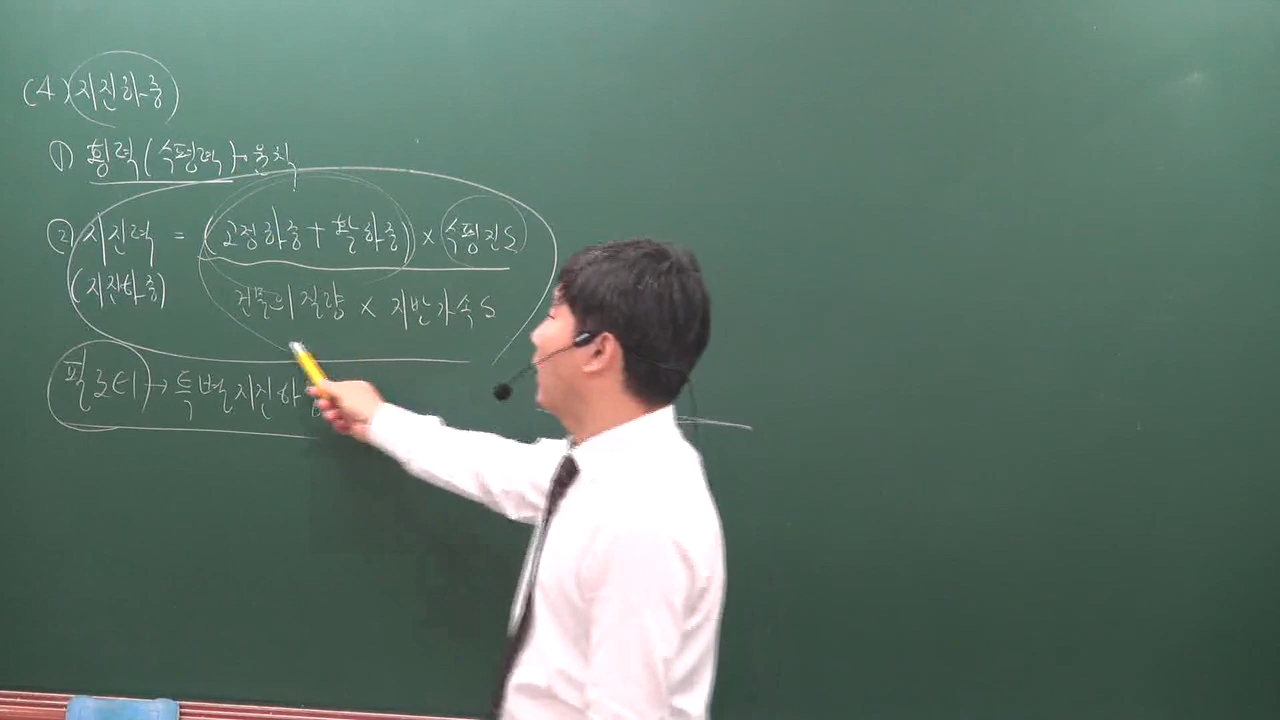 (4) 지진하중
① 횡력(수평력)→원칙
② 지진력 = (고정하중 + 활하중) × 수평진도
(지진하중)
건물의 질량 × 지반가속도
필로티 → 특별지진하중